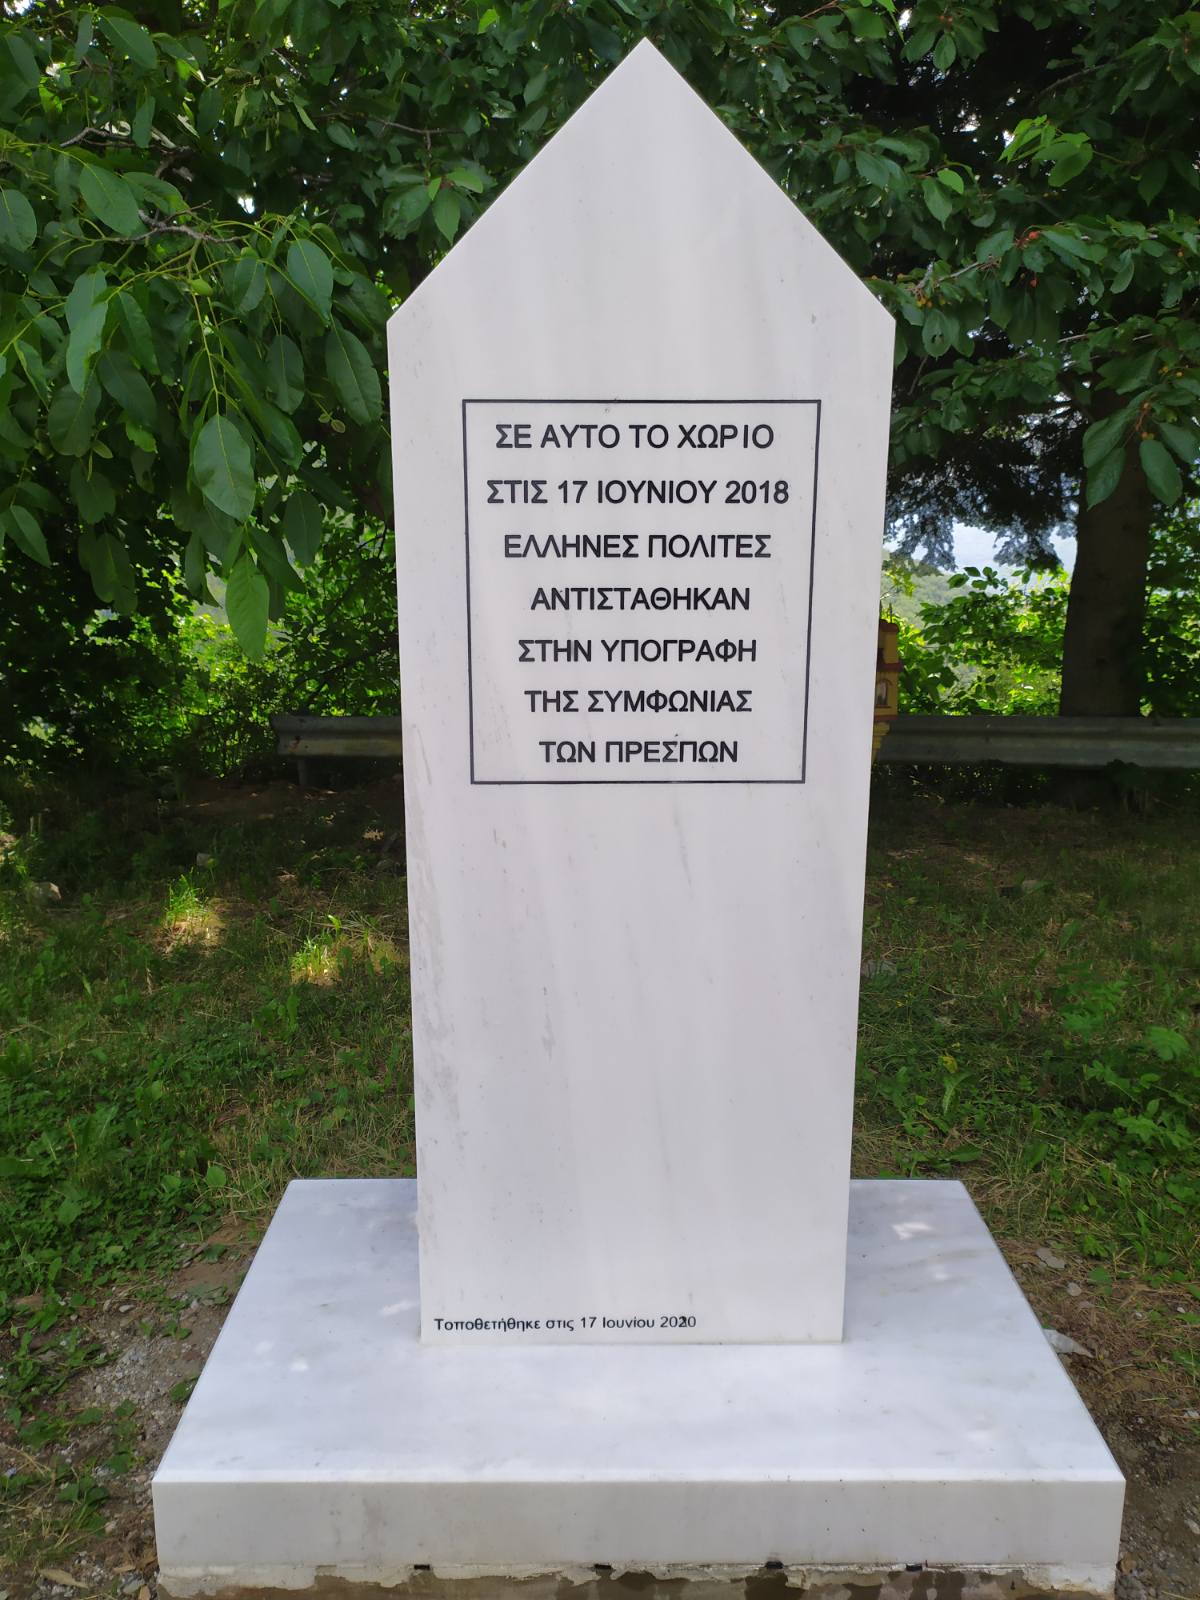 ΣΕ ΑΥΤΟ ΤΟ ΧΩΡΙΟ
ΣΤΙΣ 17 ΙΟΥΝΙΟΥ 2018
ΕΛΛΗΝΕΣ ΠΟΛΙΤΕΣ
ΑΝΤΙΣΤΑΘΗΚΑΝ
ΣΤΗΝ ΥΠΟΓΡΑΦΗ
ΤΗΣ ΣΥΜΦΩΝΙΑΣ
ΤΩΝ ΠΡΕΣΠΩΝ
Τοποθετήθηκε στις 17 Ιουνίου 2020